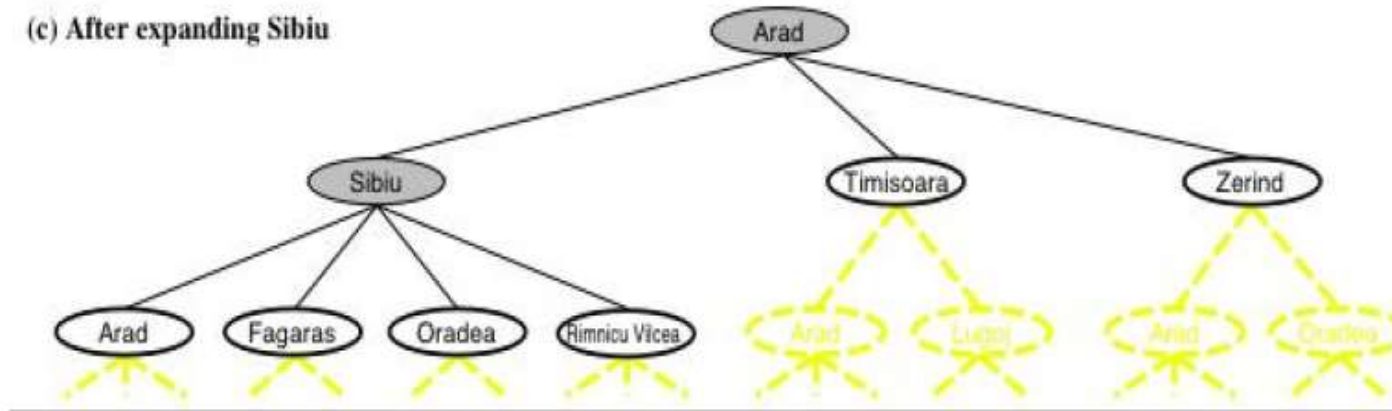 (c) After expanding Sibiu
Arad
Sibiu
Timisoara
Zerind
Arad
Fagaras
Oradea
Rimnicu Vilcea
Arad
Lugoj
Arad
Oradea